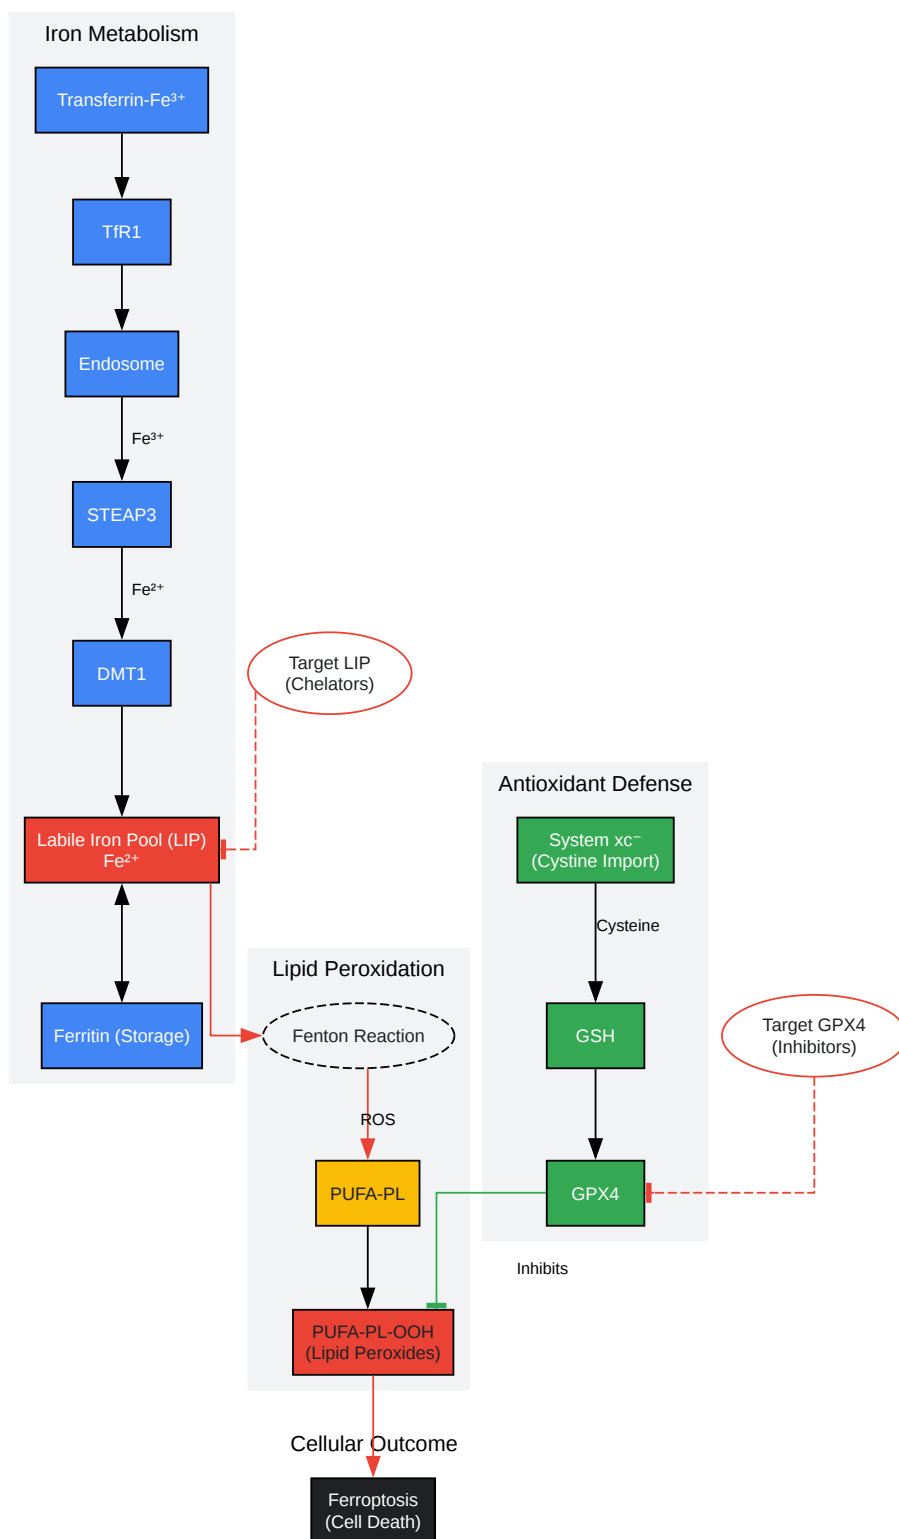 Iron Metabolism
Transferrin-Fe³⁺
TfR1
Endosome
Fe³⁺
STEAP3
Fe²⁺
DMT1
Target LIP
(Chelators)
Labile Iron Pool (LIP)
Fe²⁺
Ferritin (Storage)
Antioxidant Defense
System xc⁻
(Cystine Import)
Cysteine
GSH
GPX4
Target GPX4
(Inhibitors)
Inhibits
Lipid Peroxidation
Fenton Reaction
ROS
PUFA-PL
PUFA-PL-OOH
(Lipid Peroxides)
Cellular Outcome
Ferroptosis
(Cell Death)